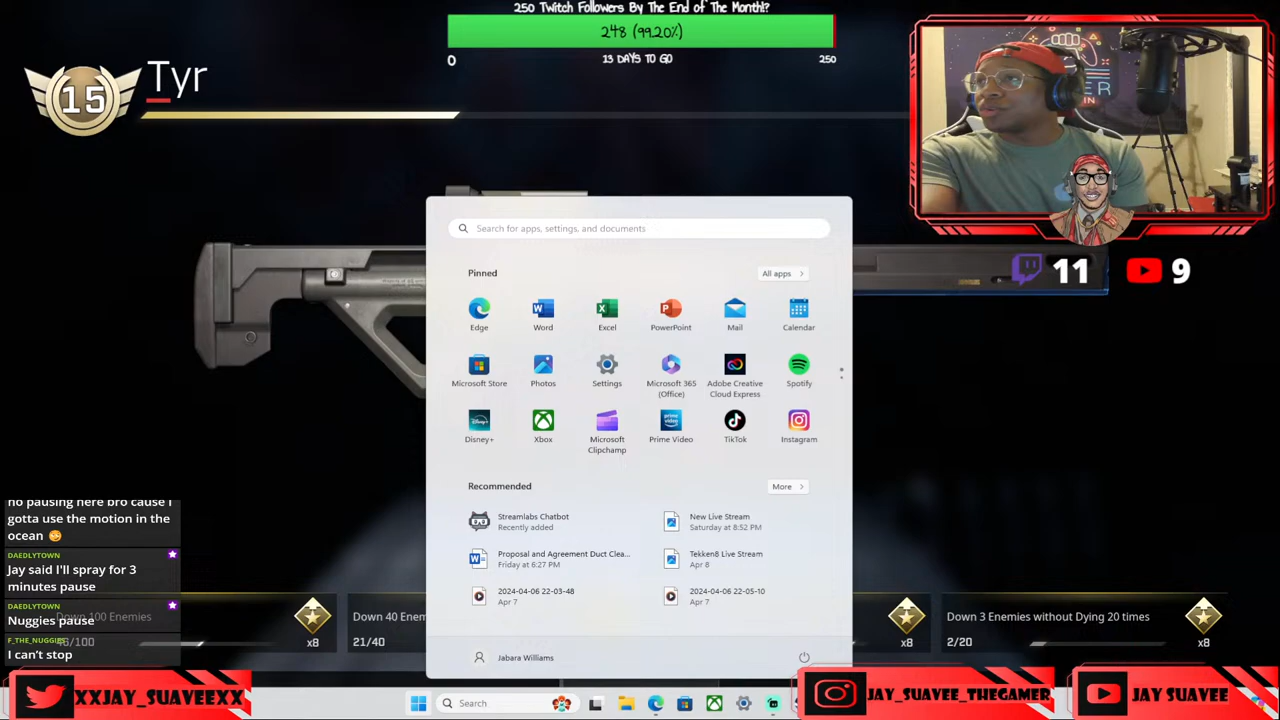 250 Twitch Followers By The End of The Month!?
248 (99.20%)
0
13 DAYS TO GO
250
15
Tyr
11
9
Search for apps, settings, and documents
Pinned
All apps
Edge
Word
Excel
PowerPoint
Mail
Calendar
Microsoft Store
Photos
Settings
Microsoft 365
(Office)
Adobe Creative
Cloud Express
Spotify
Disney+
Xbox
Microsoft
Clipchamp
Prime Video
TikTok
Instagram
Recommended
More
Streamlabs Chatbot
Recently added
New Live Stream
Saturday at 8:52 PM
Proposal and Agreement Duct Clea...
Friday at 6:27 PM
Tekken8 Live Stream
Apr 8
2024-04-06 22-03-48
Apr 7
2024-04-06 22-05-10
Apr 7
Jabara Williams
no pausing here bro cause I
gotta use the motion in the
ocean
DAEDLYTOWN
Jay said I'll spray for 3
minutes pause
DAEDLYTOWN
Nuggies pause
F_THE_NUGGIES
I can't stop
Down 100 Enemies
/100
x8
Down 40 Enem
21/40
x8
Down 3 Enemies without Dying 20 times
2/20
x8
XXJAY_SUAVEEXX
Search
JAY_SUAVEE_THEGAMER
JAY SUAVEE